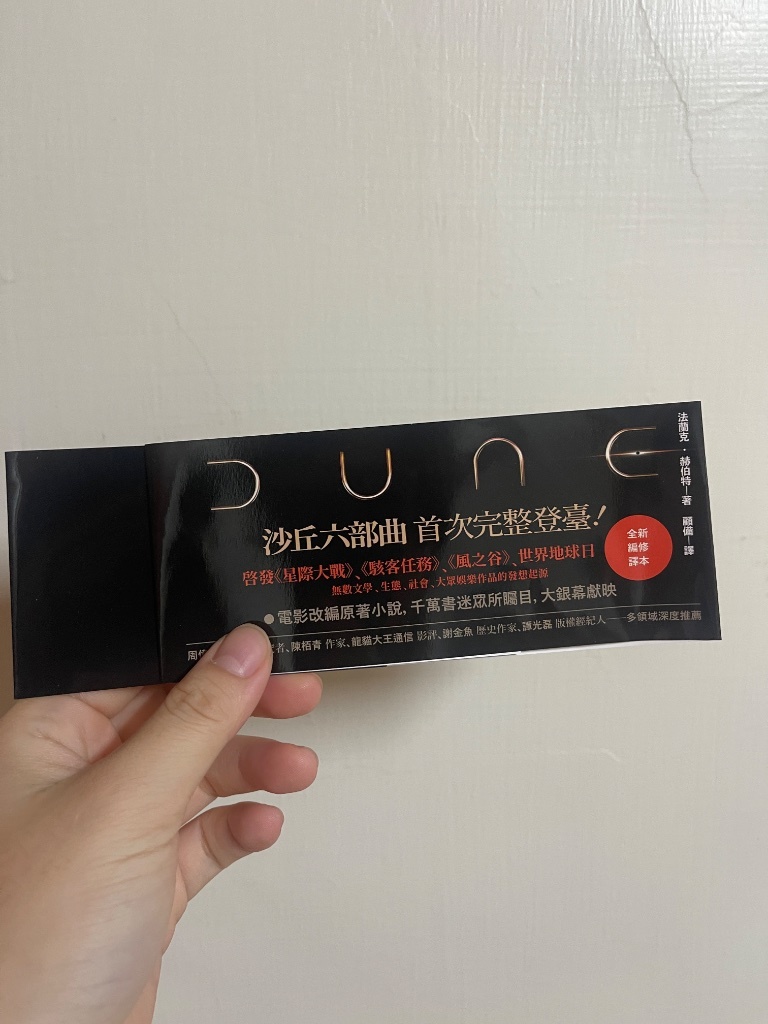 DUNE
沙丘六部曲 首次完整登臺！
啓發《星際大戰》、《駭客任務》、《風之谷》、世界地球日
無數文學、生態、社會、大眾娛樂作品的發想起源
●電影改編原著小說，千萬書迷眾所矚目，大銀幕獻映
周 者、陳栢青 作家、龍貓大王通信 影評、謝金魚 歷史作家、譚光磊 版權經紀人——多領域深度推薦
法蘭克．赫伯特—著 顧備—譯
全新
編修
譯本